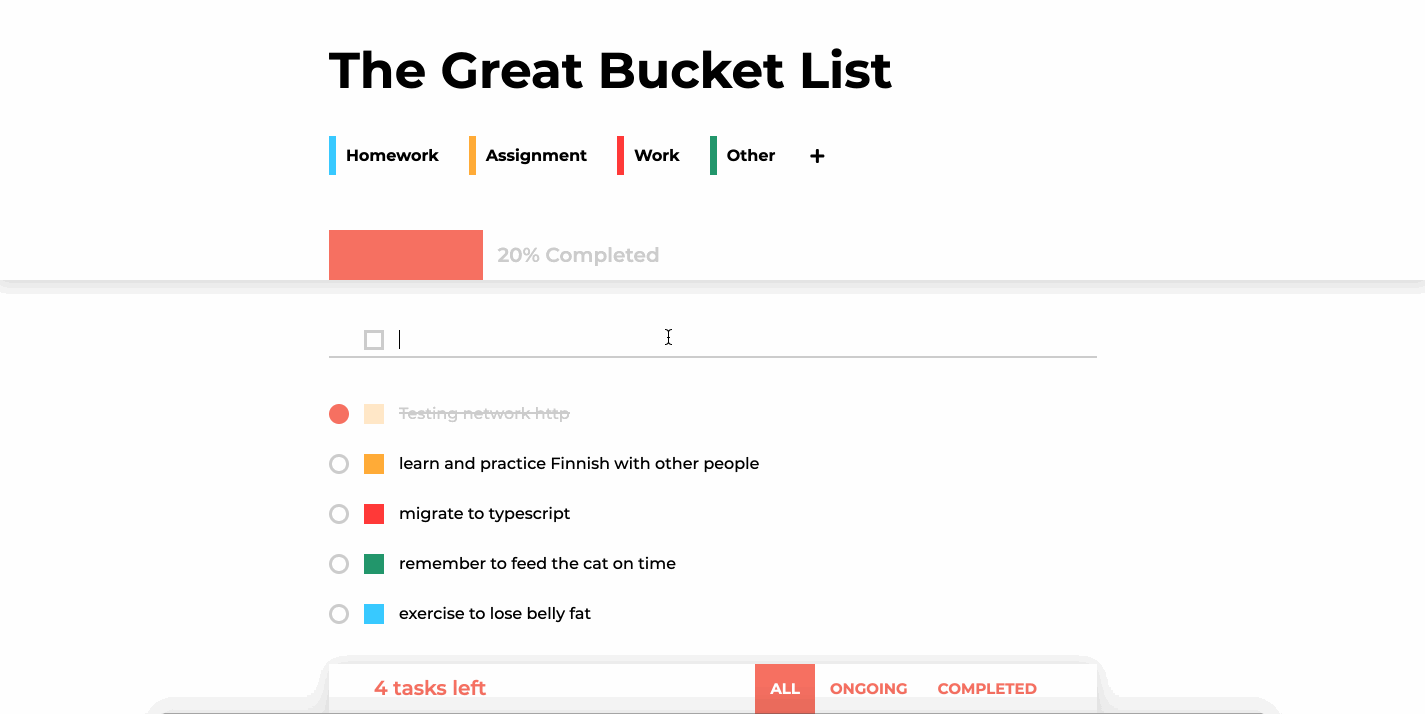 The Great Bucket List
Homework Assignment Work Other +
20% Completed
Testing network http
learn and practice Finnish with other people
migrate to typescript
remember to feed the cat on time
exercise to lose belly fat
4 tasks left ALL ONGOING COMPLETED